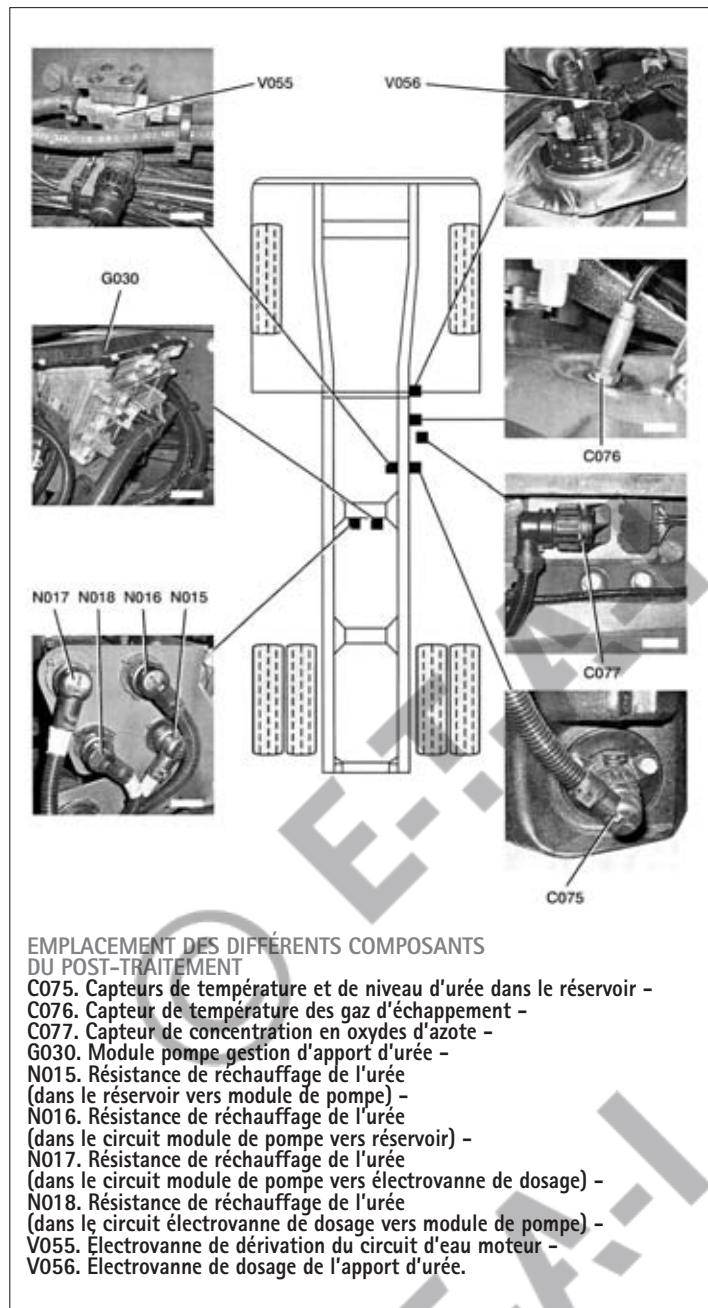 V055
V056
G030
C076
N017 N018 N016 N015
C077
C075
© E-T-A-I
E-T-A-I
EMPLACEMENT DES DIFFÉRENTS COMPOSANTS
DU POST-TRAITEMENT
C075. Capteurs de température et de niveau d'urée dans le réservoir –
C076. Capteur de température des gaz d'échappement –
C077. Capteur de concentration en oxydes d'azote –
G030. Module pompe gestion d'apport d'urée –
N015. Résistance de réchauffage de l'urée
(dans le réservoir vers module de pompe) –
N016. Résistance de réchauffage de l'urée
(dans le circuit module de pompe vers réservoir) –
N017. Résistance de réchauffage de l'urée
(dans le circuit module de pompe vers électrovanne de dosage) –
N018. Résistance de réchauffage de l'urée
(dans le circuit électrovanne de dosage vers module de pompe) –
V055. Électrovanne de dérivation du circuit d'eau moteur –
V056. Électrovanne de dosage de l'apport d'urée.